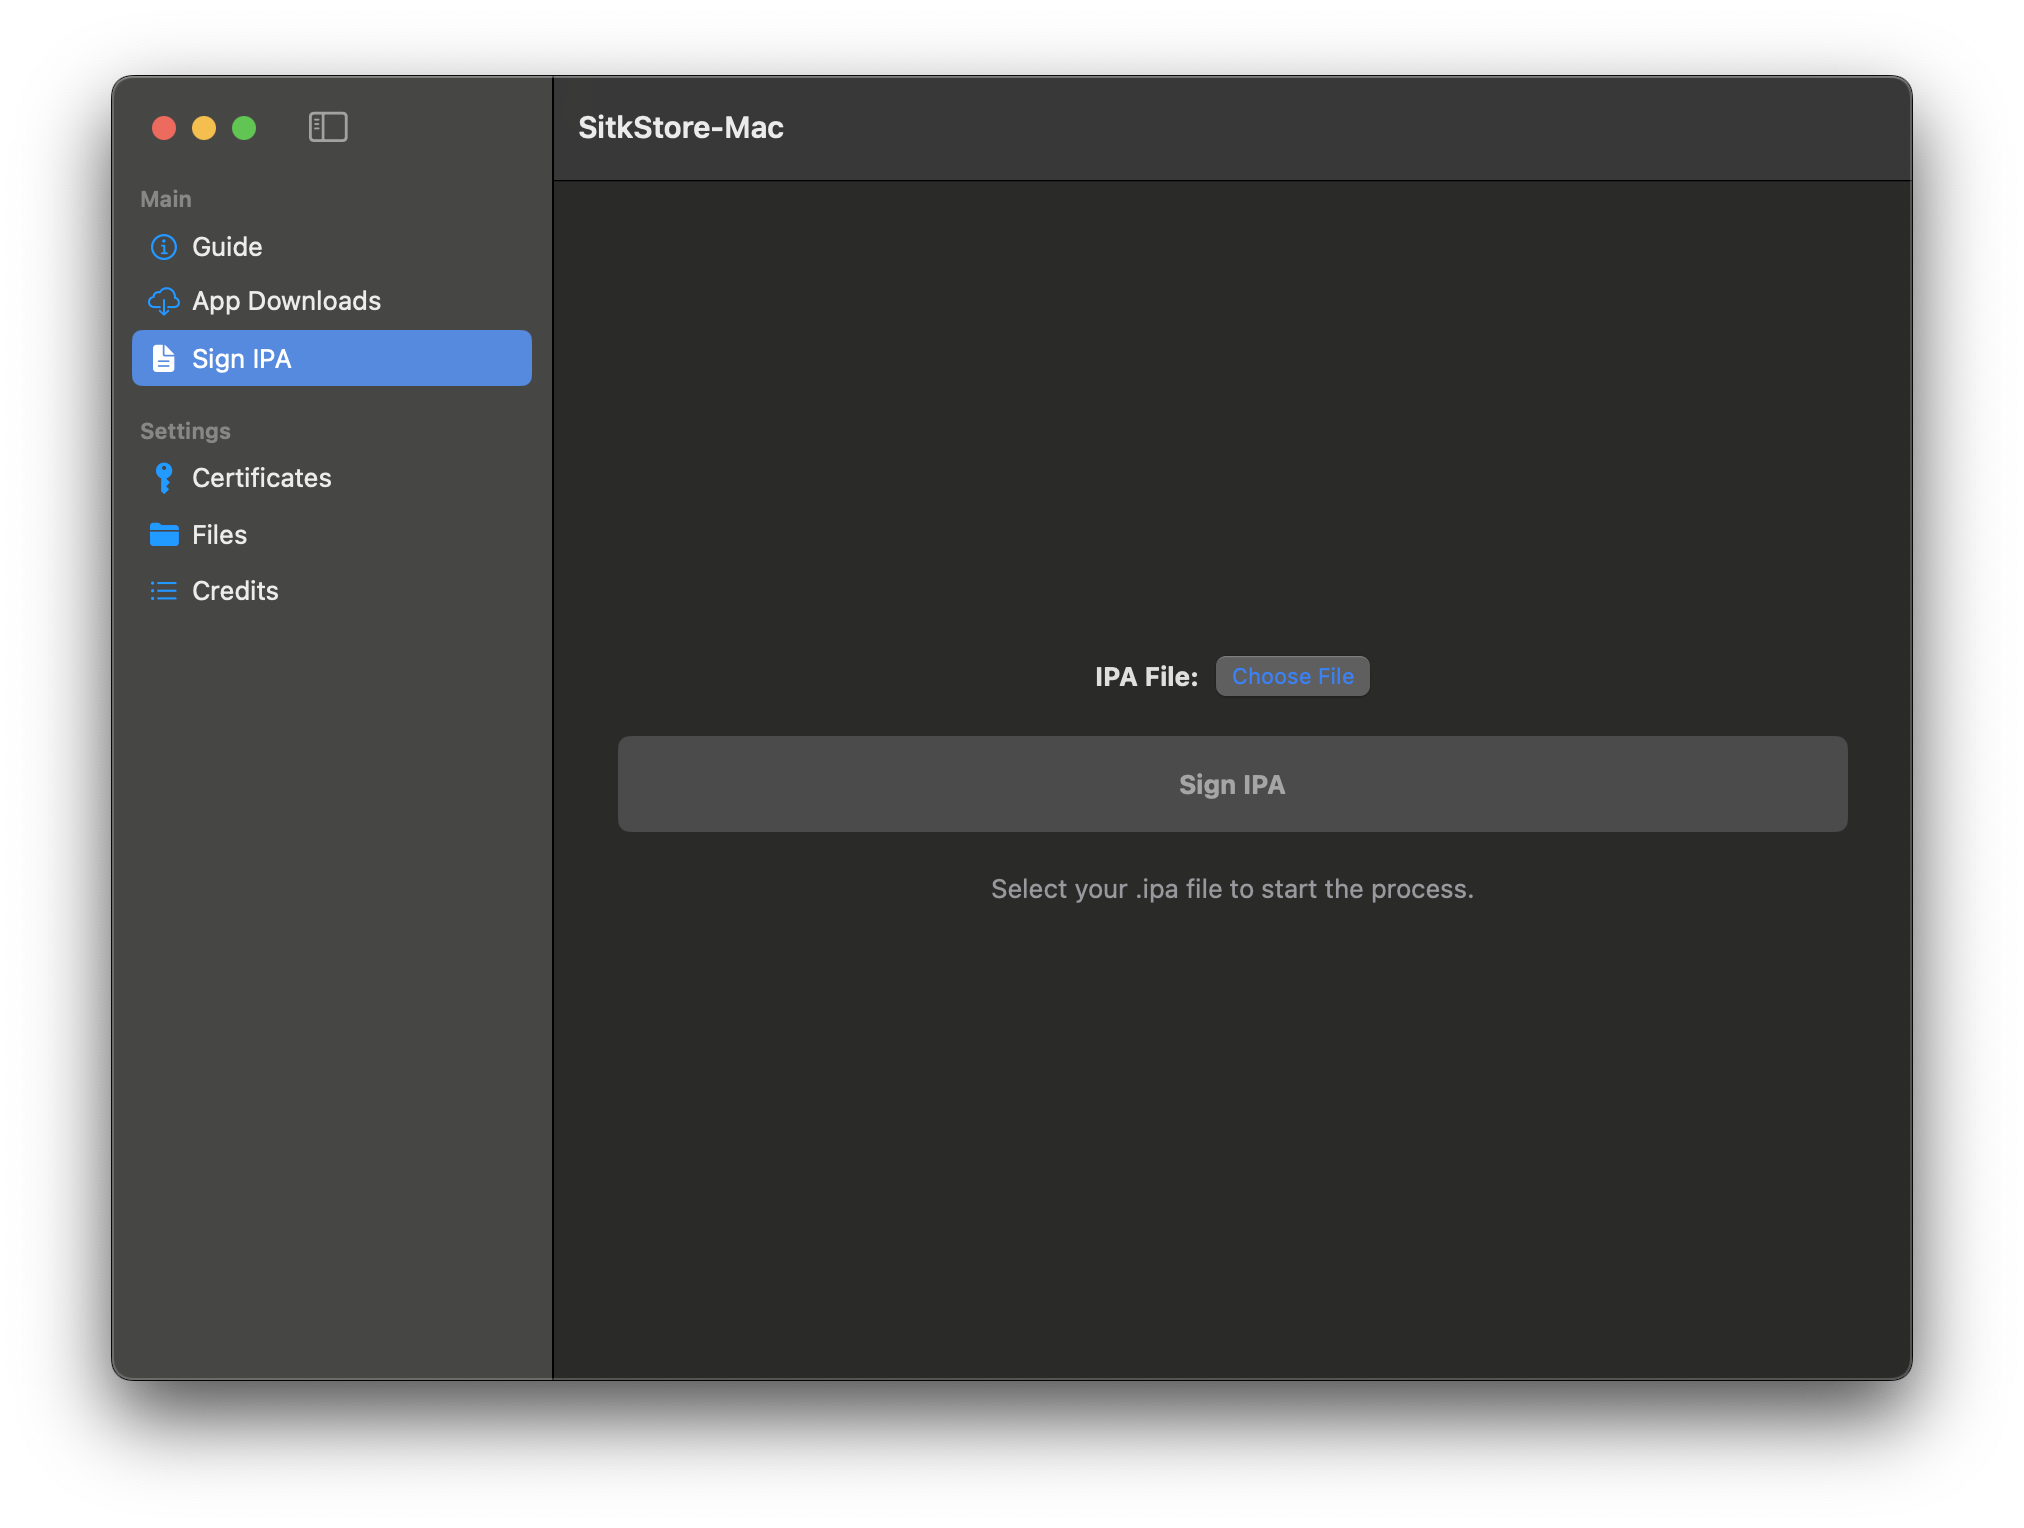 SitkStore-Mac
Main
Guide
App Downloads
Sign IPA
Settings
Certificates
Files
Credits
IPA File: Choose File
Sign IPA
Select your .ipa file to start the process.